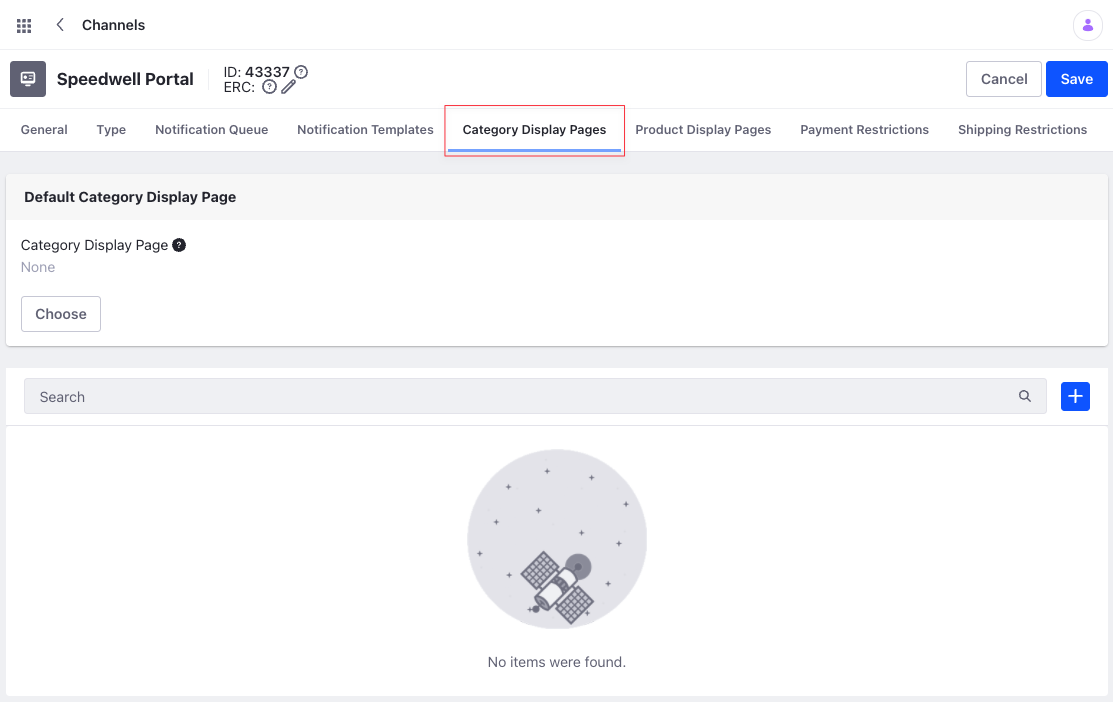 Channels
Speedwell Portal
ID: 43337
ERC:
Cancel
Save
General
Type
Notification Queue
Notification Templates
Category Display Pages
Product Display Pages
Payment Restrictions
Shipping Restrictions
Default Category Display Page
Category Display Page
None
Choose
Search
No items were found.